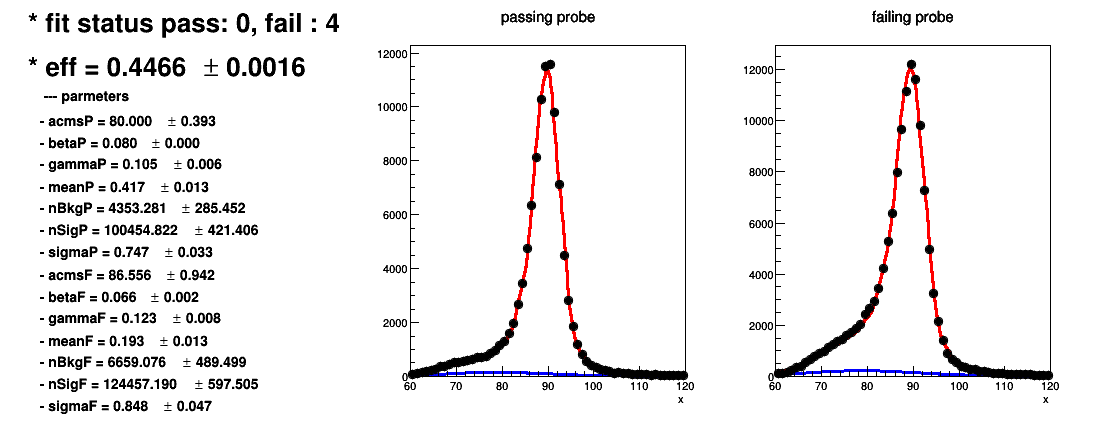 * fit status pass: 0, fail : 4
* eff = 0.4466 ± 0.0016
--- parmeters
- acmsP = 80.000 ± 0.393
- betaP = 0.080 ± 0.000
- gammaP = 0.105 ± 0.006
- meanP = 0.417 ± 0.013
- nBkgP = 4353.281 ± 285.452
- nSigP = 100454.822 ± 421.406
- sigmaP = 0.747 ± 0.033
- acmsF = 86.556 ± 0.942
- betaF = 0.066 ± 0.002
- gammaF = 0.123 ± 0.008
- meanF = 0.193 ± 0.013
- nBkgF = 6659.076 ± 489.499
- nSigF = 124457.190 ± 597.505
- sigmaF = 0.848 ± 0.047
passing probe
12000
10000
8000
6000
4000
2000
0
60 70 80 90 100 110 120
x
failing probe
12000
10000
8000
6000
4000
2000
0
60 70 80 90 100 110 120
x